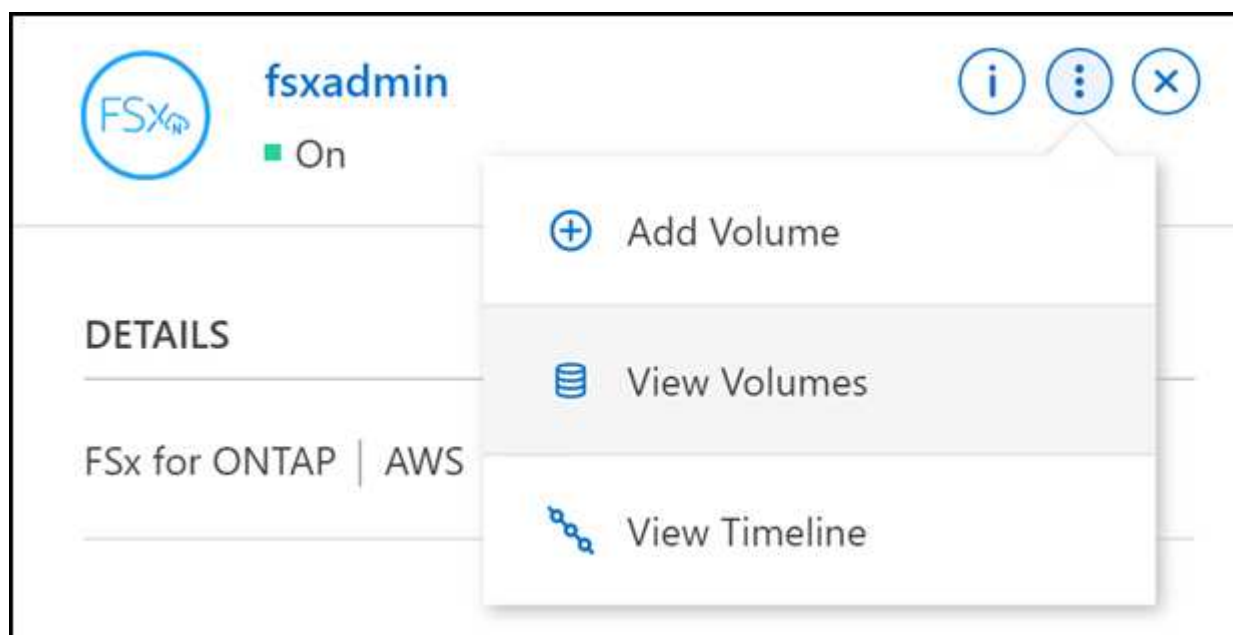 FSx
N
fsxadmin
i
On
Add Volume
DETAILS
View Volumes
FSx for ONTAP | AWS
View Timeline